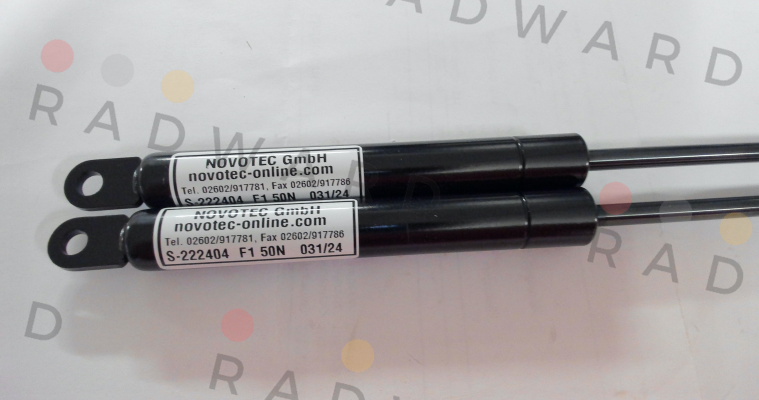 RADWARD
RADWARD
NOVOTEC GmbH
novotec-online.com
Tel. 02602/917781, Fax 02602/917786
S-222404 F1 50N 031/24
NOVOTEC GmbH
novotec-online.com
Tel. 02602/917781, Fax 02602/917786
S-222404 F1 50N 031/24
RAD
D
RADWARD